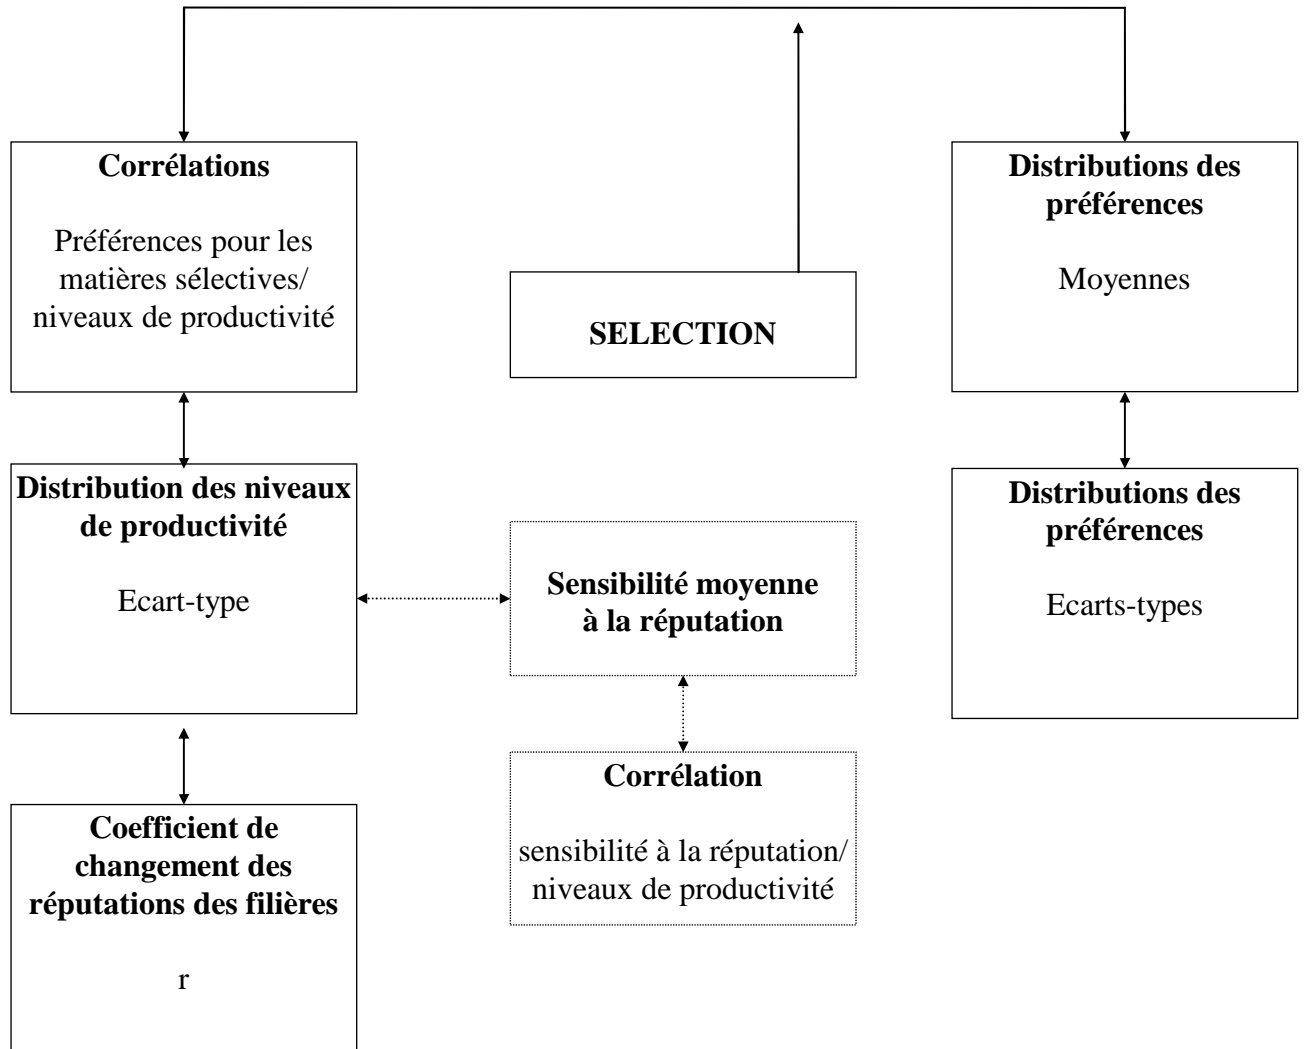 Corrélations
Préférences pour les
matières sélectives/
niveaux de productivité
Distributions des
préférences
Moyennes
SELECTION
Distribution des niveaux
de productivité
Ecart-type
Sensibilité moyenne
à la réputation
Distributions des
préférences
Ecarts-types
Corrélation
sensibilité à la réputation/
niveaux de productivité
Coefficient de
changement des
réputations des filières
r